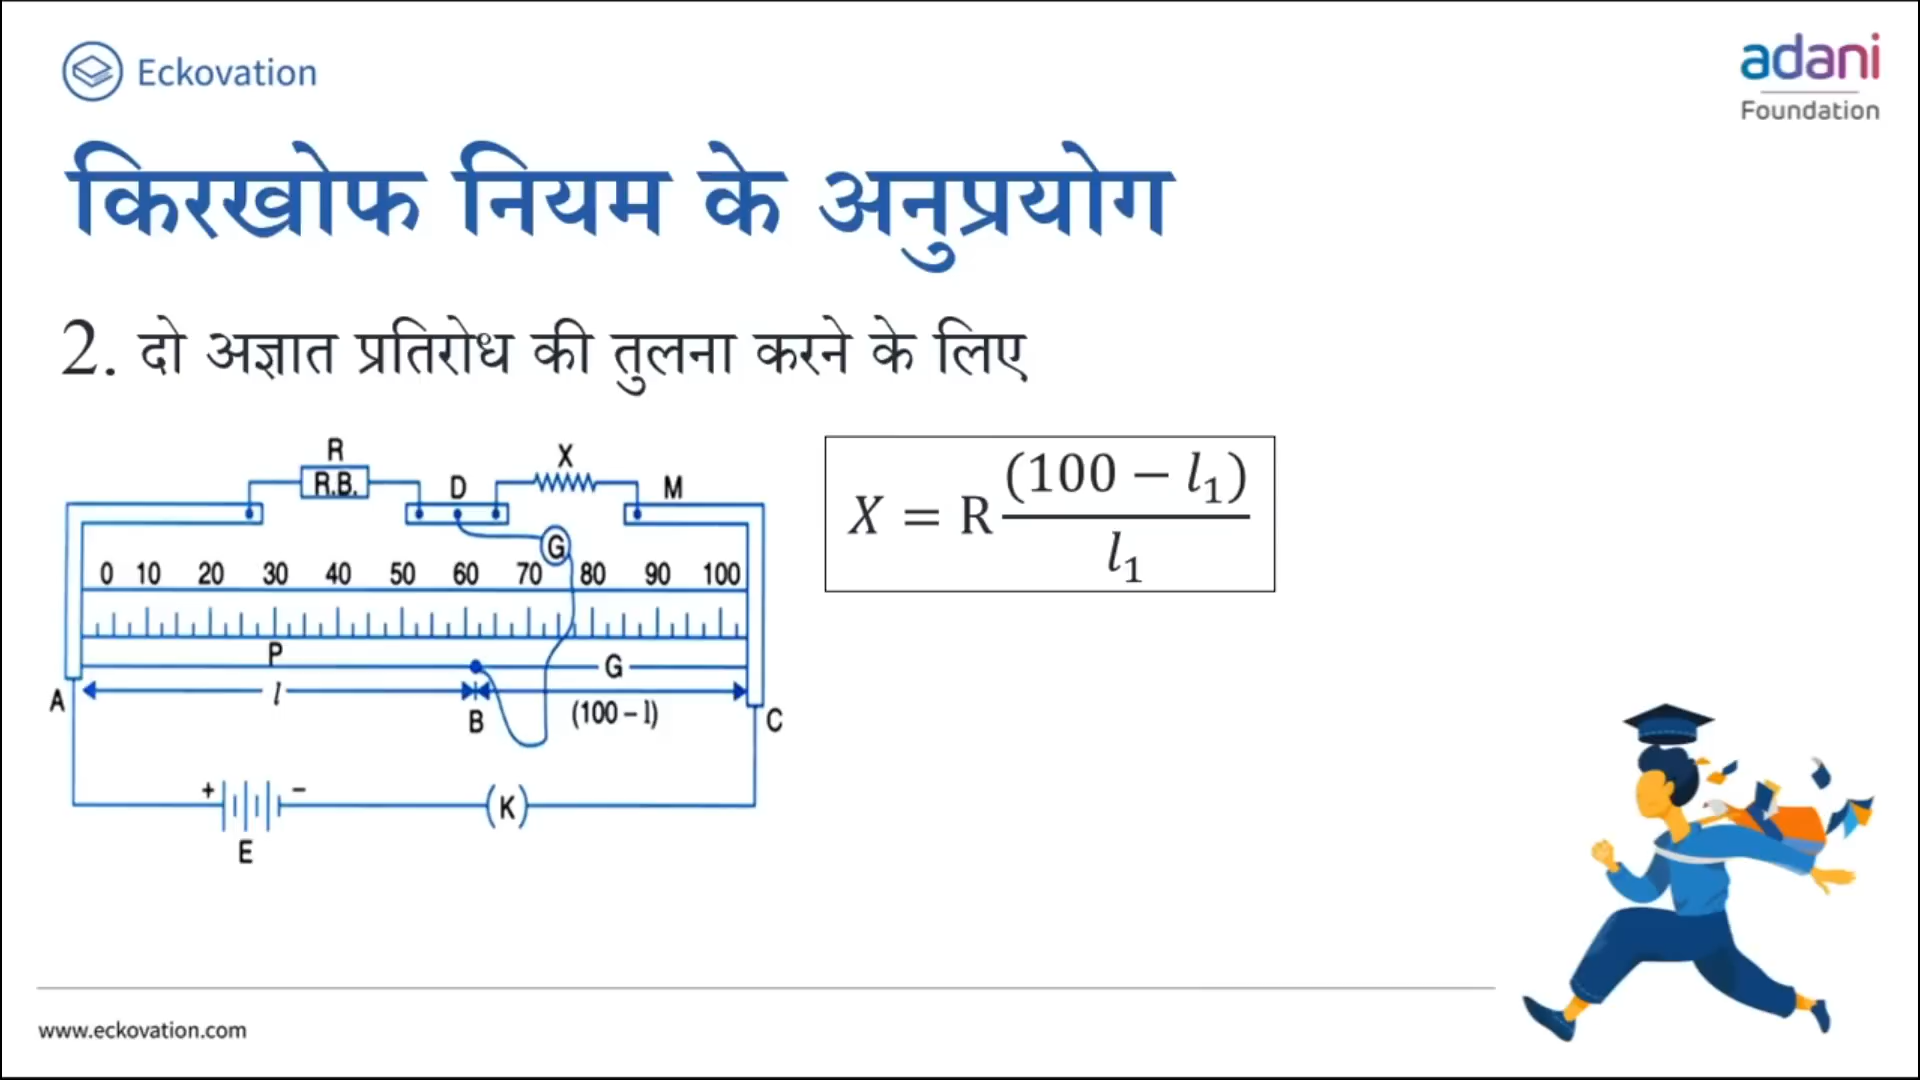 Eckovation
adani
Foundation
किरखोफ नियम के अनुप्रयोग
2. दो अज्ञात प्रतिरोध की तुलना करने के लिए
R
R.B.
D
X
M
G
0 10 20 30 40 50 60 70 80 90 100
P
G
A
l
B
(100 – l)
C
+ –
E
(K)
X = R (100 − l₁) / l₁
www.eckovation.com